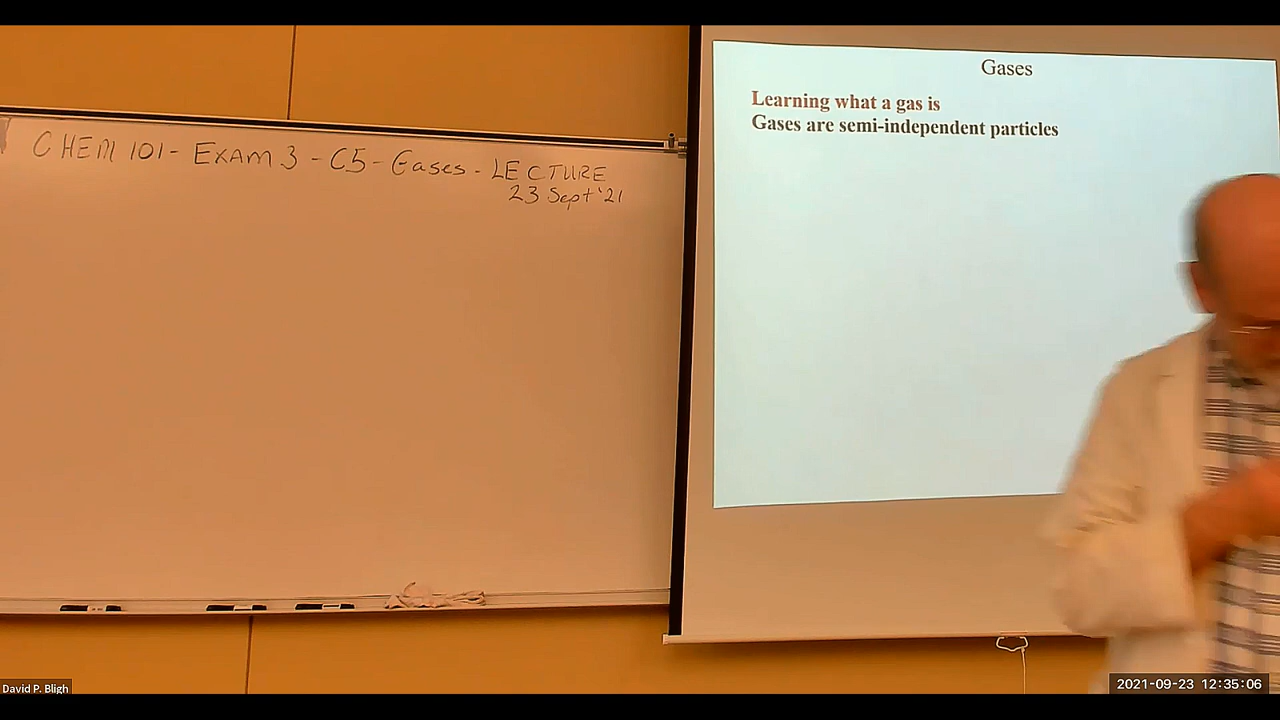 CHEM 101 - EXAM 3 - C5 - Gases - LECTURE
23 Sept '21
Gases
Learning what a gas is
Gases are semi-independent particles
David P. Bligh
2021-09-23 12:35:06